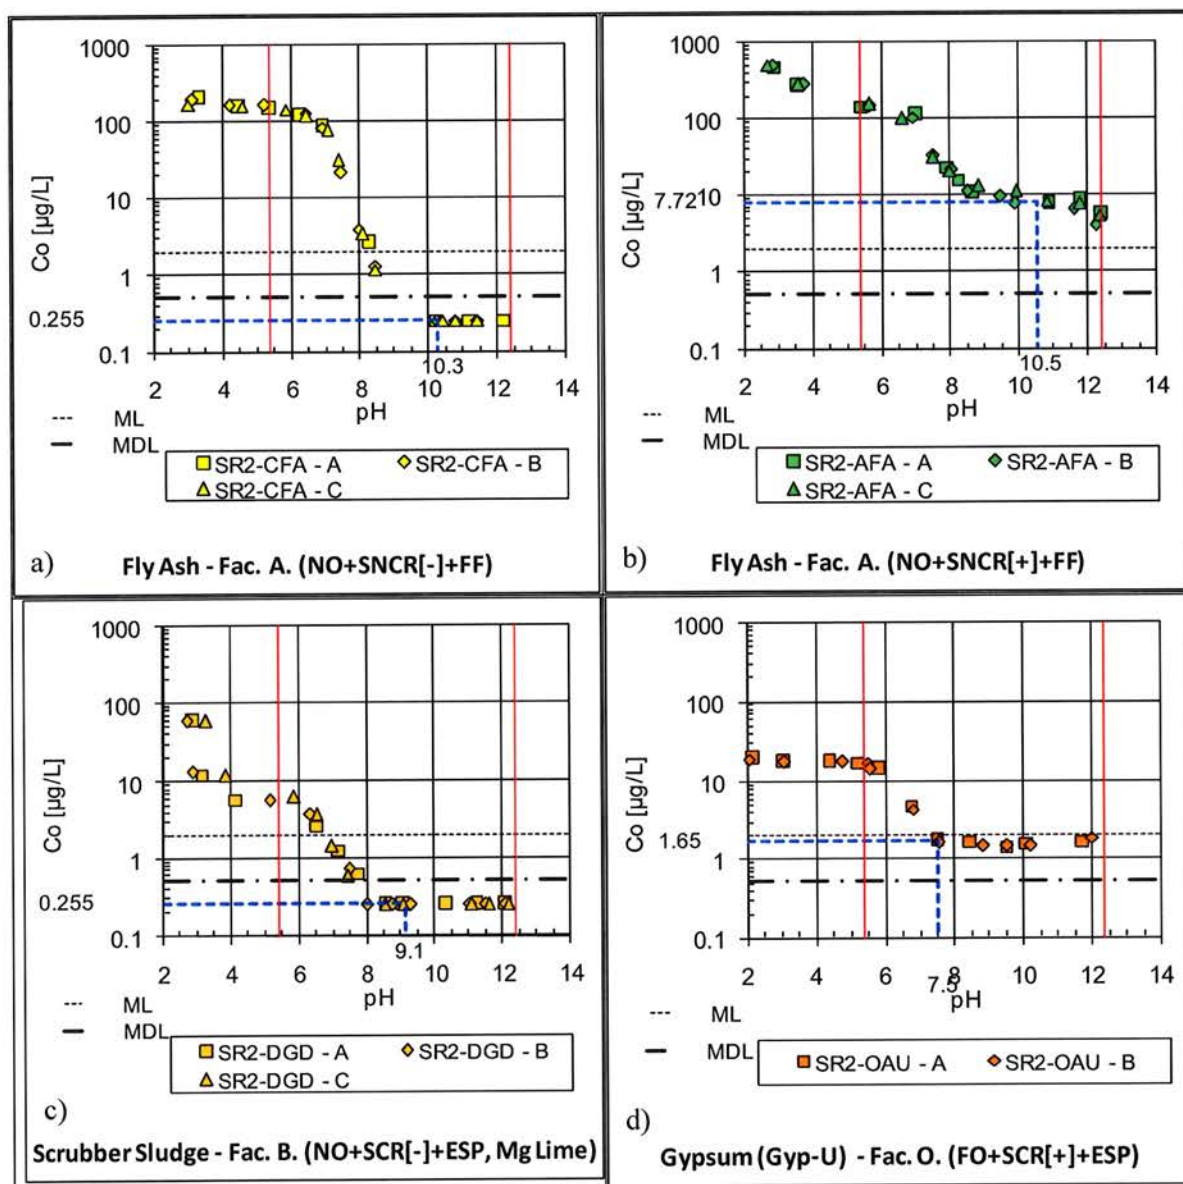 1000
100
10
1
0.1
Co [µg/L]
0.255
10.3
2 4 6 8 10 12 14
pH
ML
MDL
SR2-CFA - A SR2-CFA - B
SR2-CFA - C
a)
Fly Ash - Fac. A. (NO+SNCR[-]+FF)
1000
100
10
1
0.1
Co [µg/L]
7.72
10.5
2 4 6 8 10 12 14
pH
ML
MDL
SR2-AFA - A SR2-AFA - B
SR2-AFA - C
b)
Fly Ash - Fac. A. (NO+SNCR[+]+FF)
1000
100
10
1
0.1
Co [µg/L]
0.255
9.1
2 4 6 8 10 12 14
pH
ML
MDL
SR2-DGD - A SR2-DGD - B
SR2-DGD - C
c)
Scrubber Sludge - Fac. B. (NO+SCR[-]+ESP, Mg Lime)
1000
100
10
1
0.1
Co [µg/L]
1.65
2 4 6 8 10 12 14
7.5
pH
ML
MDL
SR2-OAU - A SR2-OAU - B
d)
Gypsum (Gyp-U) - Fac. O. (FO+SCR[+]+ESP)